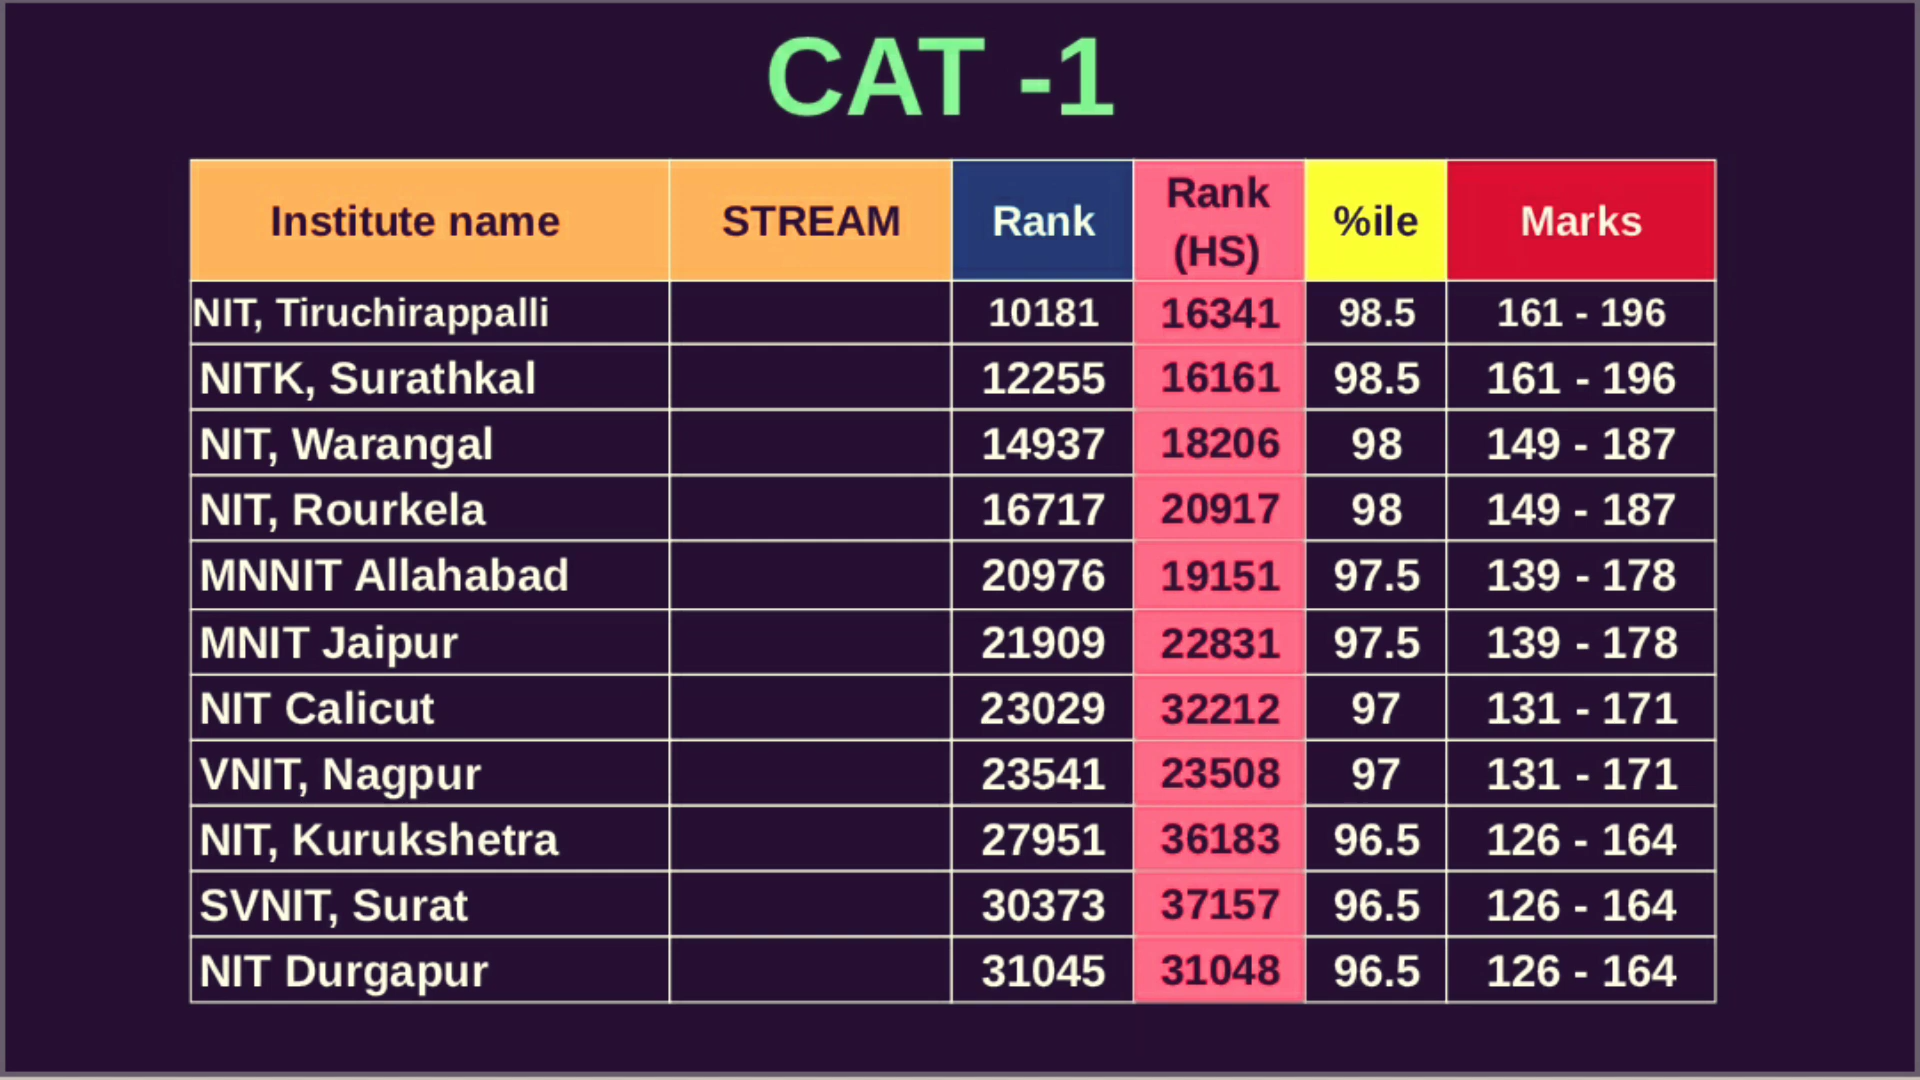 CAT -1
Institute name STREAM Rank Rank (HS) %ile Marks
NIT, Tiruchirappalli 10181 16341 98.5 161 - 196
NITK, Surathkal 12255 16161 98.5 161 - 196
NIT, Warangal 14937 18206 98 149 - 187
NIT, Rourkela 16717 20917 98 149 - 187
MNNIT Allahabad 20976 19151 97.5 139 - 178
MNIT Jaipur 21909 22831 97.5 139 - 178
NIT Calicut 23029 32212 97 131 - 171
VNIT, Nagpur 23541 23508 97 131 - 171
NIT, Kurukshetra 27951 36183 96.5 126 - 164
SVNIT, Surat 30373 37157 96.5 126 - 164
NIT Durgapur 31045 31048 96.5 126 - 164